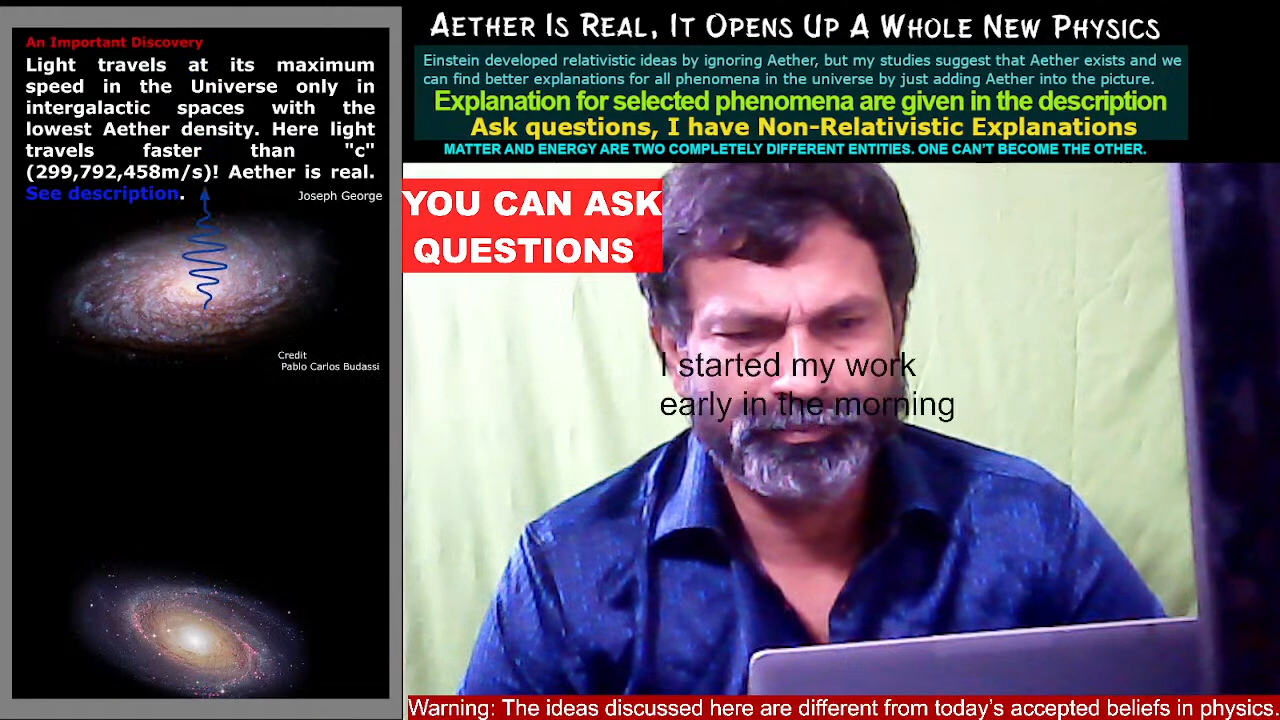 An Important Discovery
Light travels at its maximum
speed in the Universe only in
intergalactic spaces with the
lowest Aether density. Here light
travels faster than "c"
(299,792,458m/s)! Aether is real.
See description.
Joseph George
Credit
Pablo Carlos Budassi
AETHER IS REAL, IT OPENS UP A WHOLE NEW PHYSICS
Einstein developed relativistic ideas by ignoring Aether, but my studies suggest that Aether exists and we
can find better explanations for all phenomena in the universe by just adding Aether into the picture.
Explanation for selected phenomena are given in the description
Ask questions, I have Non-Relativistic Explanations
MATTER AND ENERGY ARE TWO COMPLETELY DIFFERENT ENTITIES. ONE CAN'T BECOME THE OTHER.
YOU CAN ASK
QUESTIONS
I started my work
early in the morning
Warning: The ideas discussed here are different from today's accepted beliefs in physics.